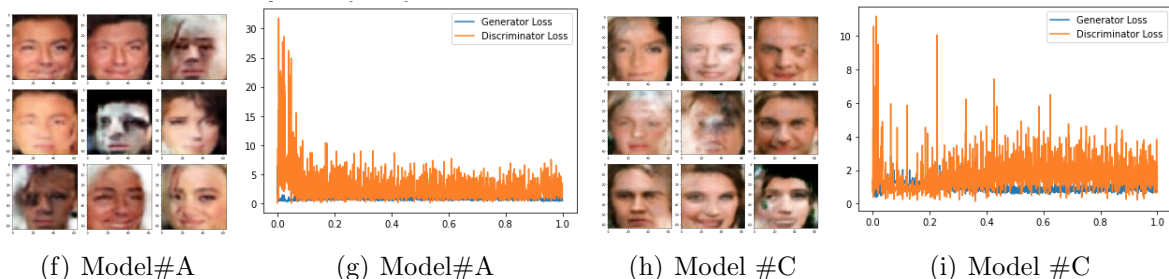 Generator Loss
Discriminator Loss
30
25
20
15
10
5
0
0.0 0.2 0.4 0.6 0.8 1.0
Generator Loss
Discriminator Loss
10
8
6
4
2
0
0.0 0.2 0.4 0.6 0.8 1.0
(f) Model#A
(g) Model#A
(h) Model #C
(i) Model #C